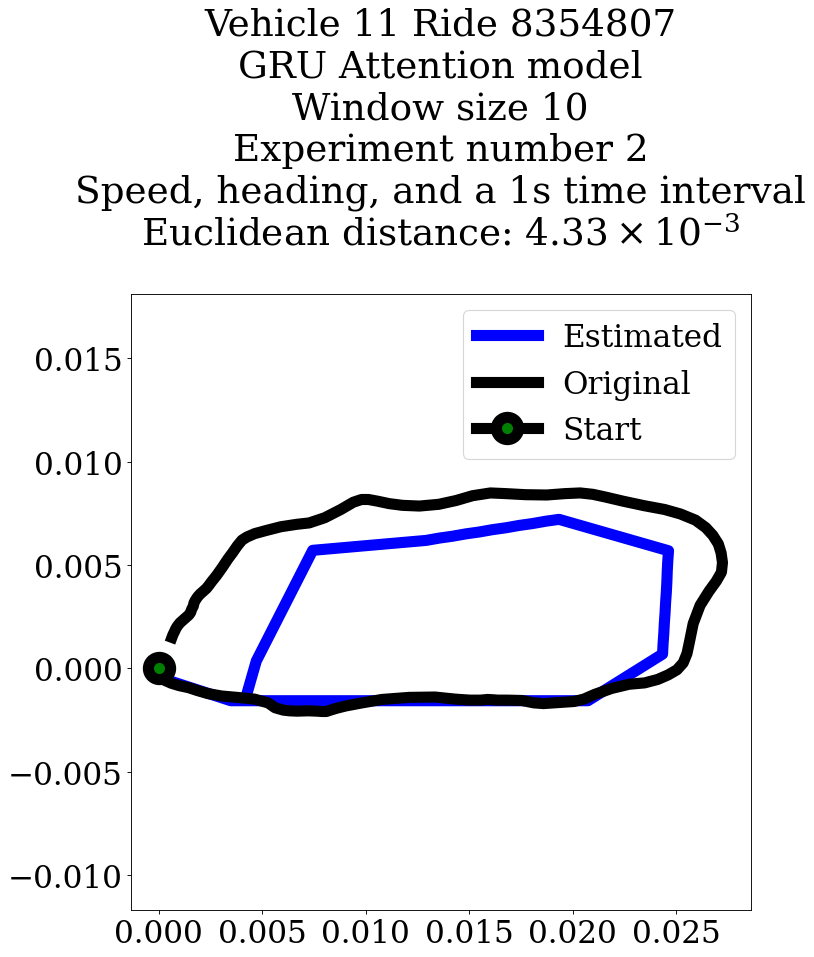 Vehicle 11 Ride 8354807
GRU Attention model
Window size 10
Experiment number 2
Speed, heading, and a 1s time interval
Euclidean distance: 4.33 × 10⁻³
Estimated
Original
Start
0.015
0.010
0.005
0.000
−0.005
−0.010
0.000 0.005 0.010 0.015 0.020 0.025